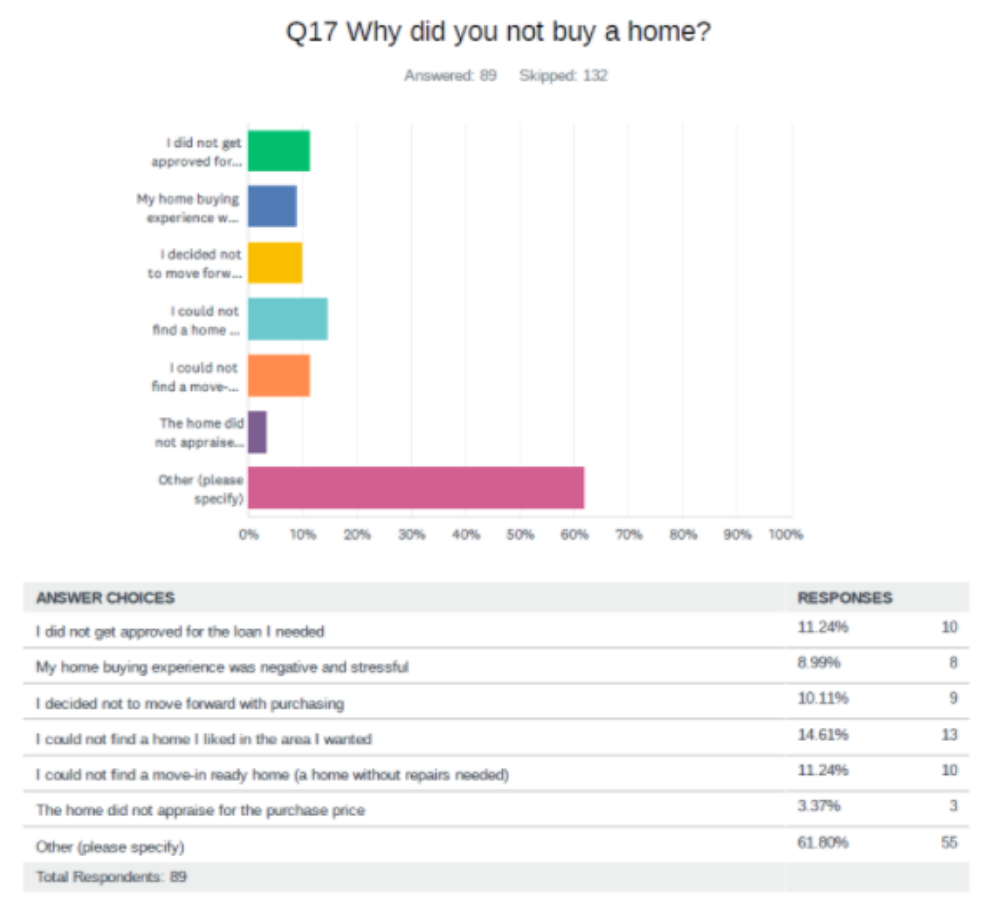 Q17 Why did you not buy a home?
Answered: 89 Skipped: 132
I did not get
approved for...
My home buying
experience w...
I decided not
to move forw...
I could not
find a home ...
I could not
find a move-...
The home did
not appraise...
Other (please
specify)
0% 10% 20% 30% 40% 50% 60% 70% 80% 90% 100%
ANSWER CHOICES RESPONSES
I did not get approved for the loan I needed 11.24% 10
My home buying experience was negative and stressful 8.99% 8
I decided not to move forward with purchasing 10.11% 9
I could not find a home I liked in the area I wanted 14.61% 13
I could not find a move-in ready home (a home without repairs needed) 11.24% 10
The home did not appraise for the purchase price 3.37% 3
Other (please specify) 61.80% 55
Total Respondents: 89